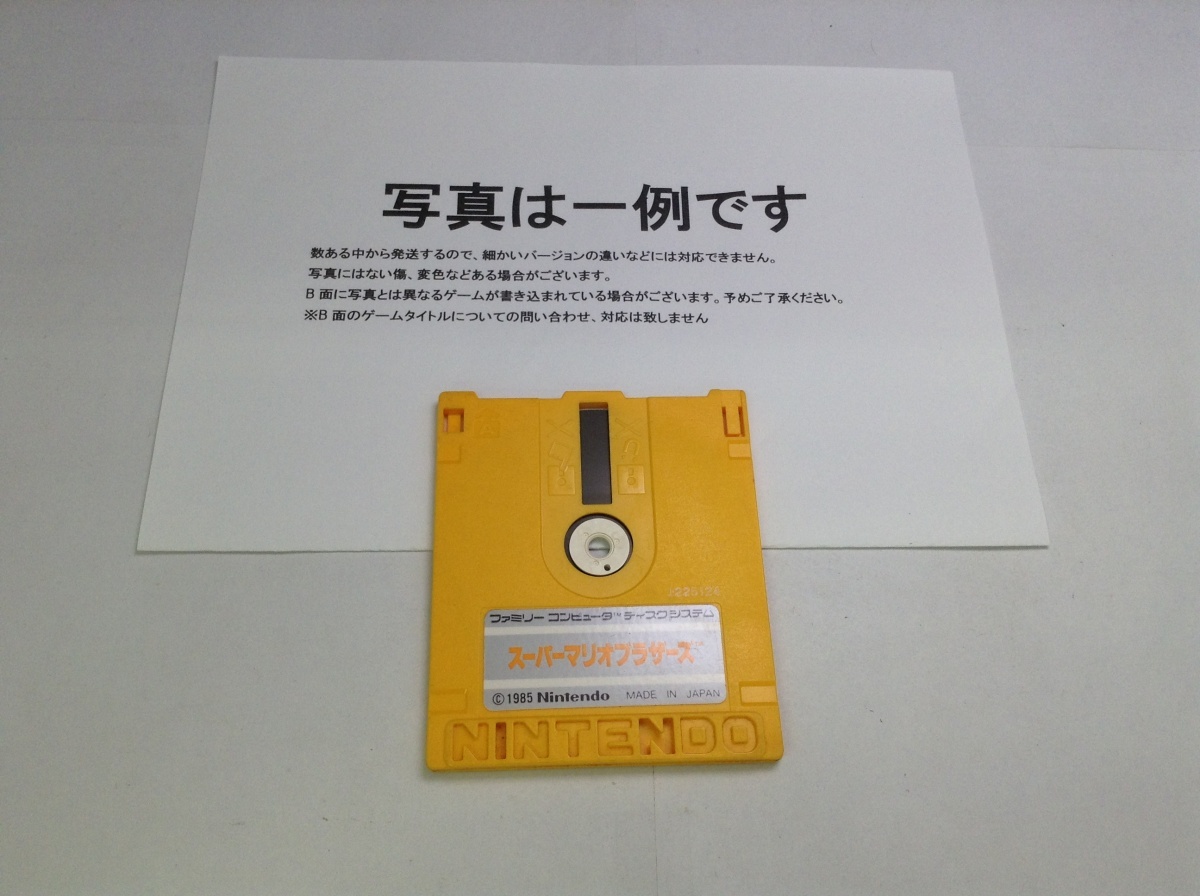 写真は一例です
数ある中から発送するので、細かいバージョンの違いなどには対応できません。
写真にはない傷、変色などある場合がございます。
B面に写真とは異なるゲームが書き込まれている場合がございます。予めご了承ください。
※B面のゲームタイトルについての問い合わせ、対応は致しません
ファミリー コンピュータ™ ディスクシステム
スーパーマリオブラザーズ
©1985 Nintendo MADE IN JAPAN
NINTENDO